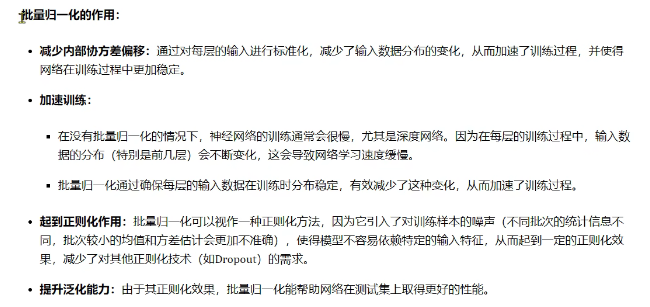 批量归一化的作用：
减少内部协方差偏移：通过对每层的输入进行标准化，减少了输入数据分布的变化，从而加速了训练过程，并使得
网络在训练过程中更加稳定。
加速训练：
在没有批量归一化的情况下，神经网络的训练通常会很慢，尤其是深度网络。因为在每层的训练过程中，输入数
据的分布（特别是前几层）会不断变化，这会导致网络学习速度缓慢。
批量归一化通过确保每层的输入数据在训练时分布稳定，有效减少了这种变化，从而加速了训练过程。
起到正则化作用：批量归一化可以视作一种正则化方法，因为它引入了对训练样本的噪声（不同批次的统计信息不
同，批次较小的均值和方差估计会更加不准确），使得模型不容易依赖特定的输入特征，从而起到一定的正则化效
果，减少了对其他正则化技术（如Dropout）的需求。
提升泛化能力：由于其正则化效果，批量归一化能帮助网络在测试集上取得更好的性能。